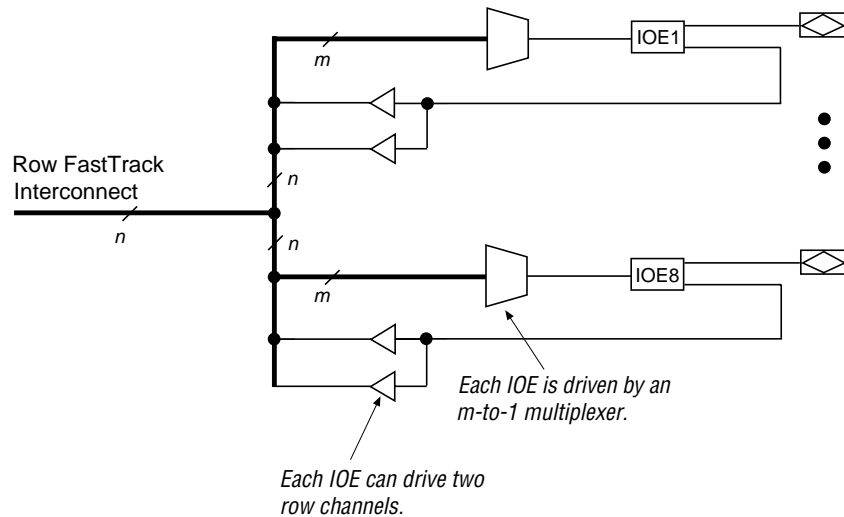 m
IOE1
Row FastTrack
Interconnect
n
n
n
m
IOE8
Each IOE is driven by an
m-to-1 multiplexer.
Each IOE can drive two
row channels.